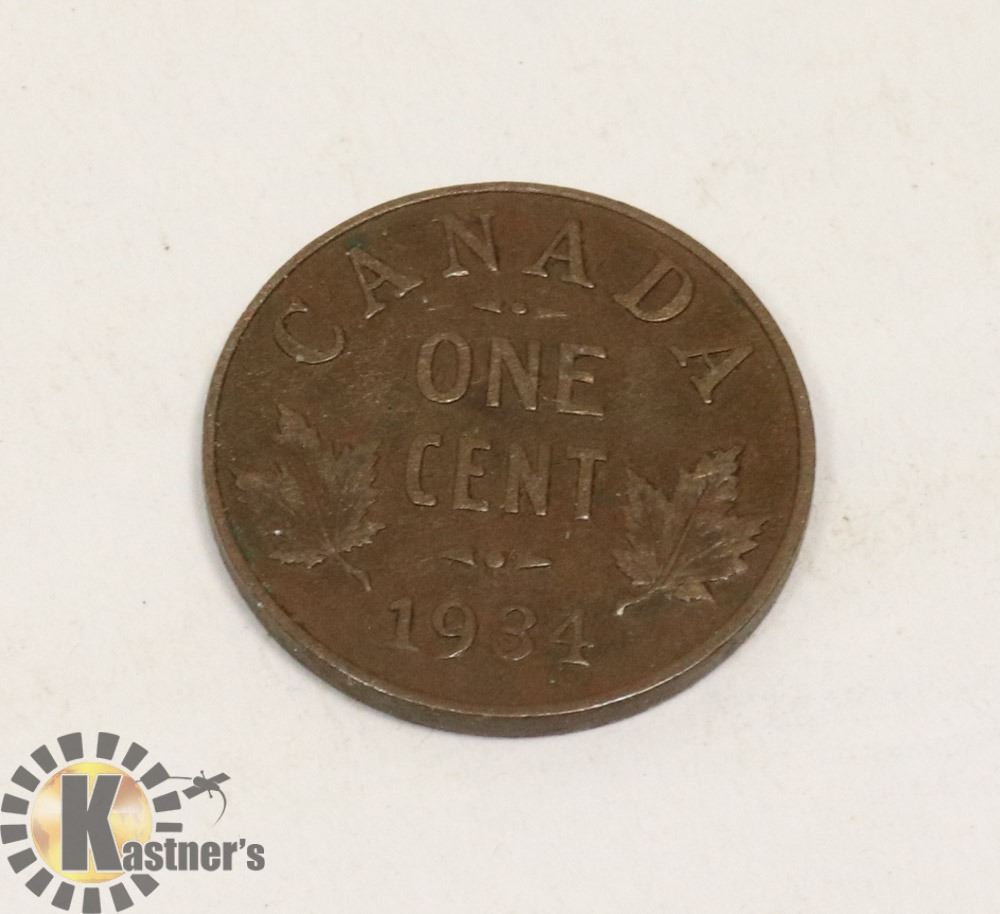 CANADA
ONE
CENT
1934
Kastner's